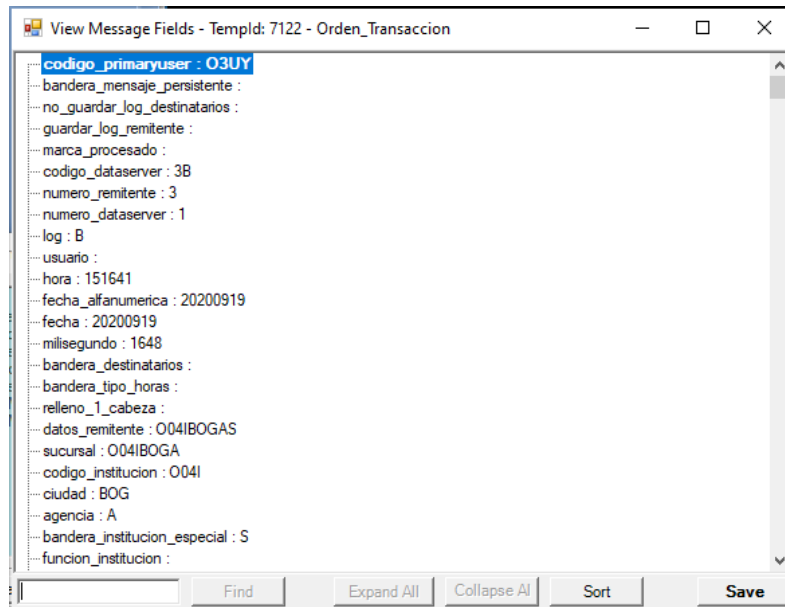 View Message Fields - TempId: 7122 - Orden_Transaccion
codigo_primaryuser : O3UY
bandera_mensaje_persistente :
no_guardar_log_destinatarios :
guardar_log_remitente :
marca_procesado :
codigo_dataserver : 3B
numero_remitente : 3
numero_dataserver : 1
log : B
usuario :
hora : 151641
fecha_alfanumerica : 20200919
fecha : 20200919
milisegundo : 1648
bandera_destinatarios :
bandera_tipo_horas :
relleno_1_cabeza :
datos_remitente : O04IBOGAS
sucursal : O04IBOGA
codigo_institucion : O04I
ciudad : BOG
agencia : A
bandera_institucion_especial : S
funcion_institucion :
Find Expand All Collapse Al Sort Save